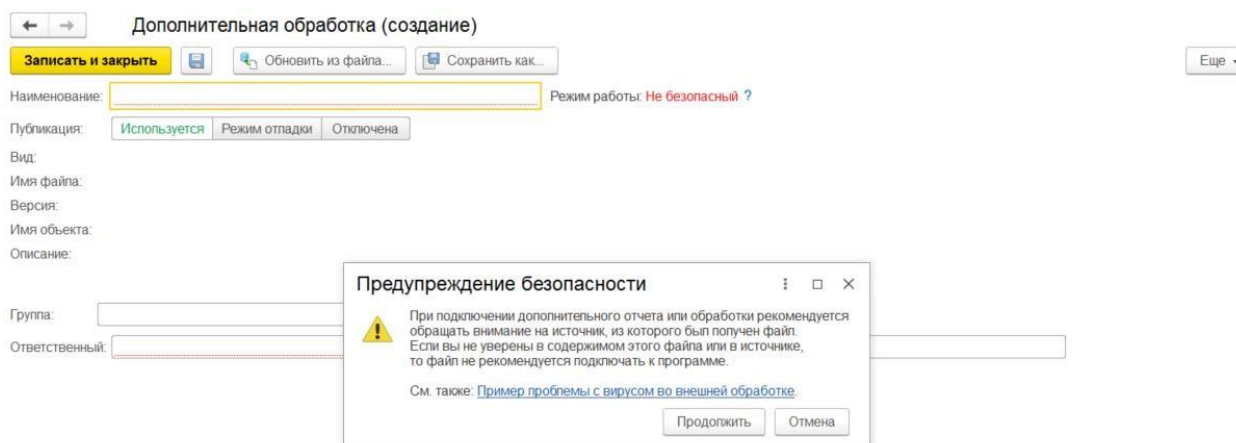 Дополнительная обработка (создание)
Записать и закрыть Обновить из файла... Сохранить как... Еще
Наименование: Режим работы: Не безопасный ?
Публикация: Используется Режим отладки Отключена
Вид:
Имя файла:
Версия:
Имя объекта:
Описание:
Группа:
Ответственный:
Предупреждение безопасности
При подключении дополнительного отчета или обработки рекомендуется
обращать внимание на источник, из которого был получен файл.
Если вы не уверены в содержимом этого файла или в источнике,
то файл не рекомендуется подключать к программе.
См. также: Пример проблемы с вирусом во внешней обработке.
Продолжить Отмена